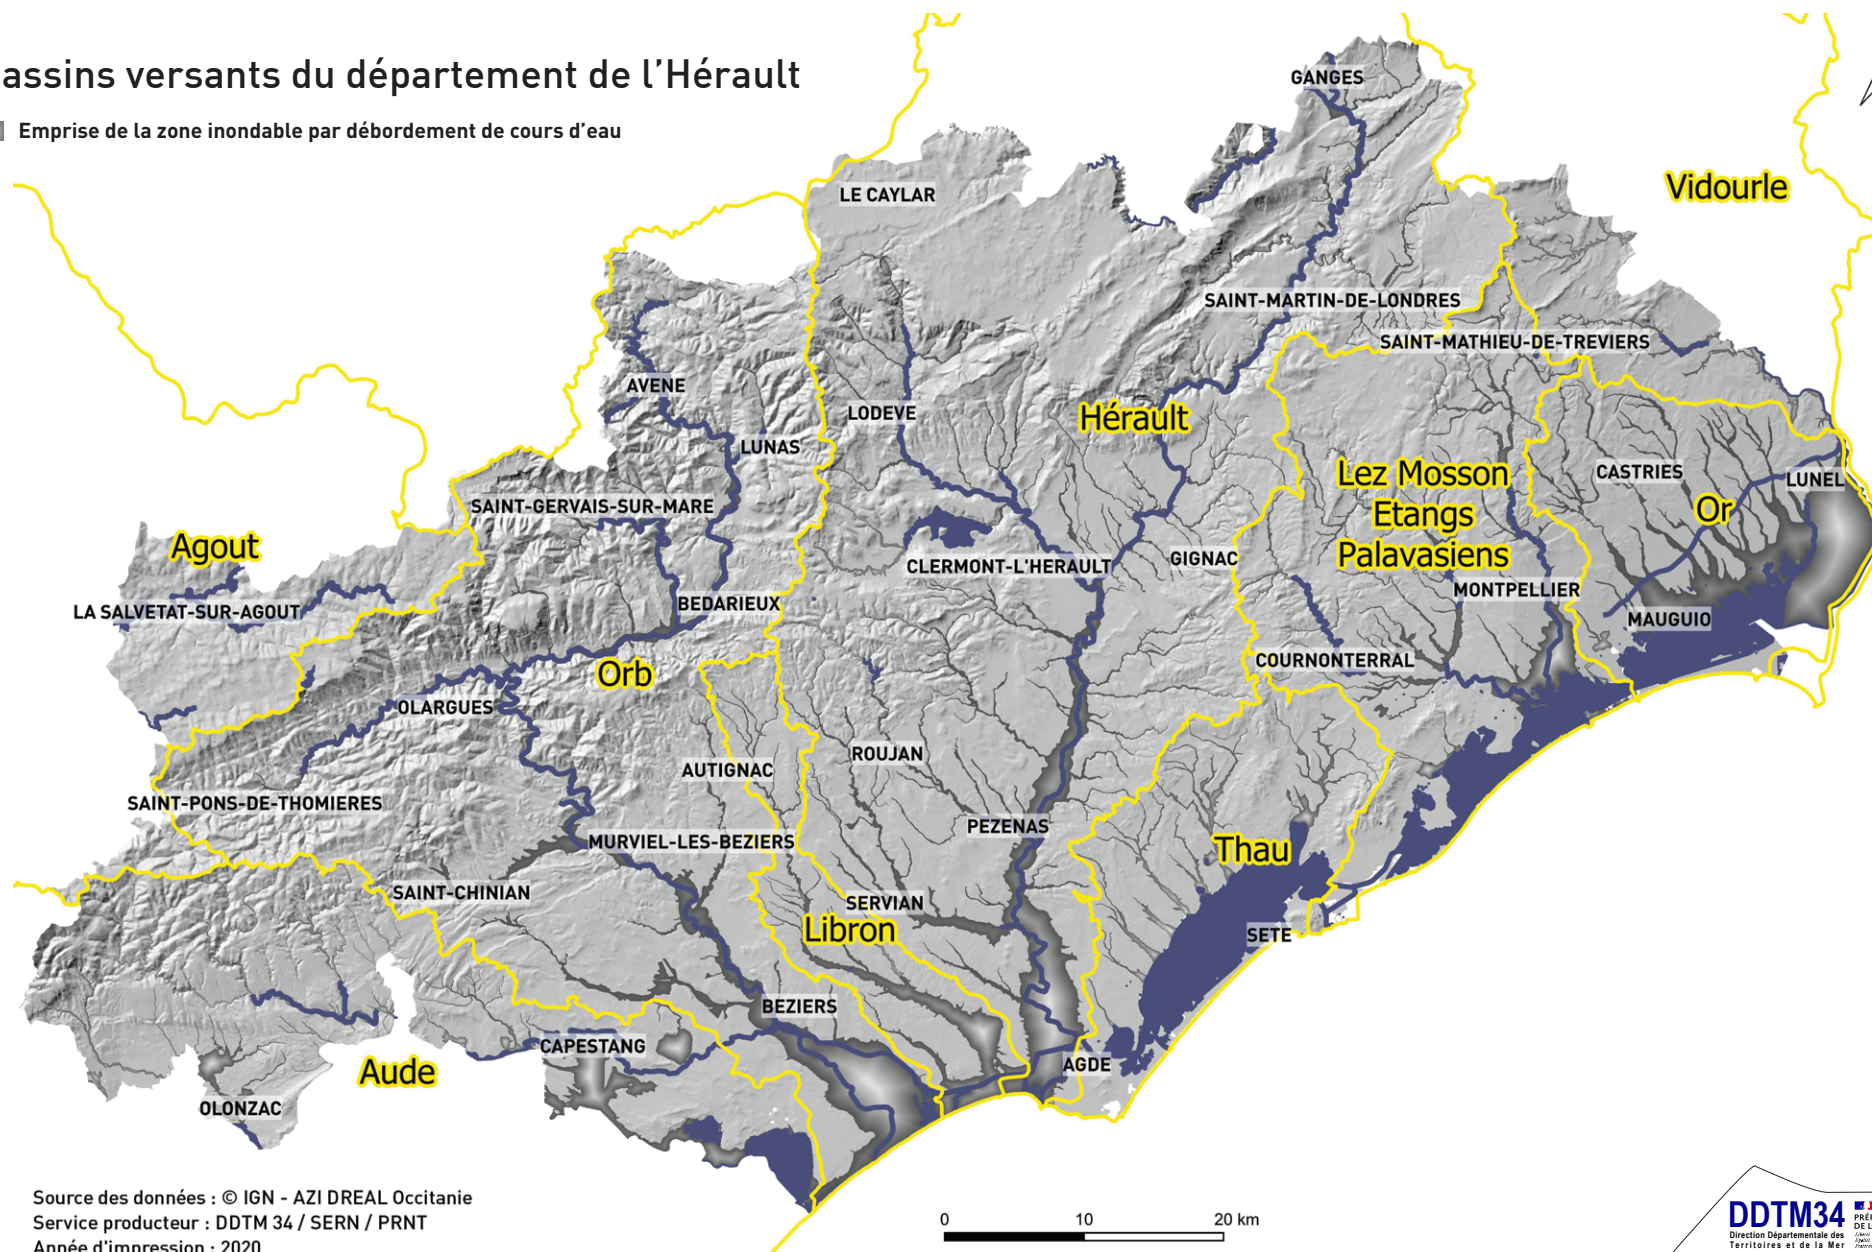 assins versants du département de l'Hérault
Emprise de la zone inondable par débordement de cours d'eau
GANGES
Vidourle
LE CAYLAR
SAINT-MARTIN-DE-LONDRES
SAINT-MATHIEU-DE-TREVIERS
AVENE
LODEVE
Hérault
LUNAS
Lez Mosson
Etangs
Palavasiens
CASTRIES
LUNEL
Or
SAINT-GERVAIS-SUR-MARE
Agout
CLERMONT-L'HERAULT
GIGNAC
MONTPELLIER
LA SALVETAT-SUR-AGOUT
BEDARIEUX
MAUGUIO
COURNONTERRAL
Orb
OLARGUES
ROUJAN
AUTIGNAC
SAINT-PONS-DE-THOMIERES
PEZENAS
MURVIEL-LES-BEZIERS
Thau
SAINT-CHINIAN
SERVIAN
Libron
SETE
BEZIERS
CAPESTANG
AGDE
Aude
OLONZAC
Source des données : © IGN - AZI DREAL Occitanie
Service producteur : DDTM 34 / SERN / PRNT
Année d'impression : 2020
0 10 20 km
DDTM34
Direction Départementale des
Territoires et de la Mer
PRÉF
DE L